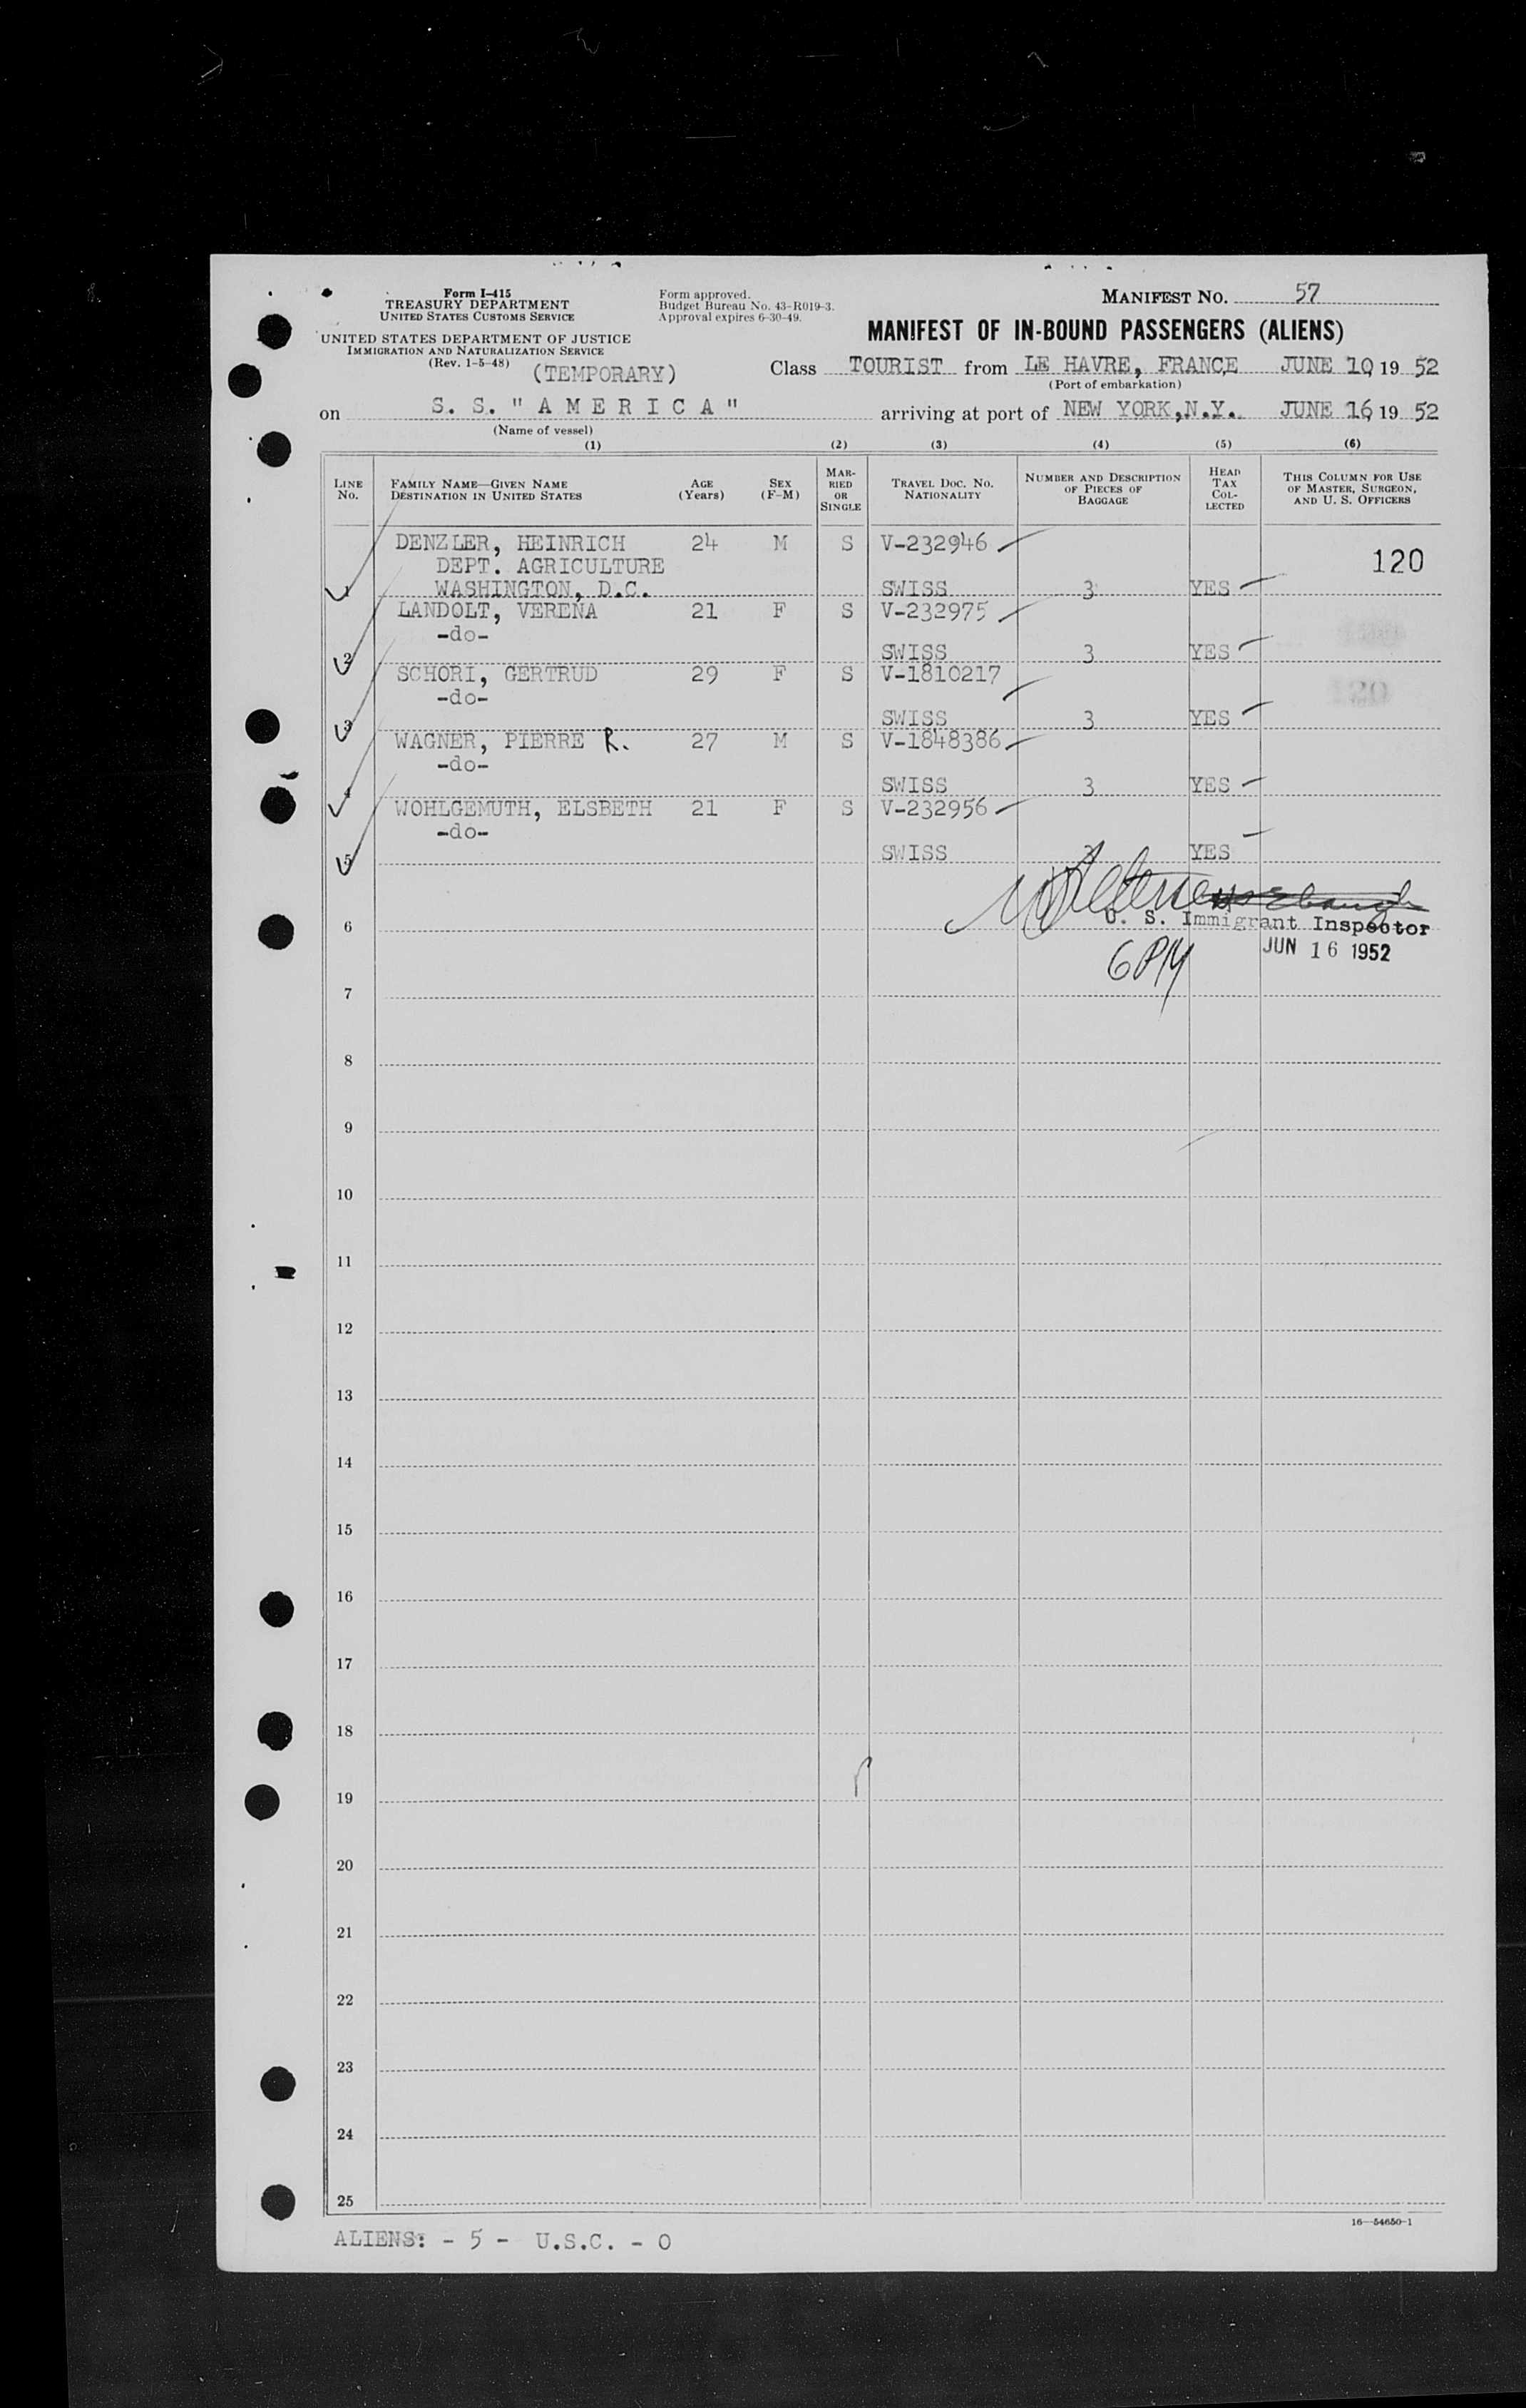 Form I-415
TREASURY DEPARTMENT
UNITED STATES CUSTOMS SERVICE
UNITED STATES DEPARTMENT OF JUSTICE
IMMIGRATION AND NATURALIZATION SERVICE
(Rev. 1-5-48)
(TEMPORARY)
Form approved.
Budget Bureau No. 43-R019-3.
Approval expires 6-30-49.
MANIFEST NO. 57
MANIFEST OF IN-BOUND PASSENGERS (ALIENS)
Class TOURIST from LE HAVRE, FRANCE JUNE 10, 19 52
(Port of embarkation)
on S. S. " A M E R I C A " arriving at port of NEW YORK, N.Y. JUNE 16, 19 52
(Name of vessel)
(1) (2) (3) (4) (5) (6)
LINE No. FAMILY NAME—GIVEN NAME DESTINATION IN UNITED STATES AGE (Years) SEX (F-M) MARRIED OR SINGLE TRAVEL DOC. NO. NATIONALITY NUMBER AND DESCRIPTION OF PIECES OF BAGGAGE HEAD TAX COLLECTED THIS COLUMN FOR USE OF MASTER, SURGEON, AND U. S. OFFICERS
DENZLER, HEINRICH 24 M S V-232946
DEPT. AGRICULTURE 120
1 WASHINGTON, D.C. SWISS 3 YES
LANDOLT, VERENA 21 F S V-232975
-do-
2 SWISS 3 YES
SCHORI, GERTRUD 29 F S V-1810217
-do- 120
3 SWISS 3 YES
WAGNER, PIERRE R. 27 M S V-1848386
-do-
4 SWISS 3 YES
WOHLGEMUTH, ELSBETH 21 F S V-232956
-do-
5 SWISS 3 YES
6 U. S. Immigrant Inspector
6 PM JUN 16 1952
7
8
9
10
11
12
13
14
15
16
17
18
19
20
21
22
23
24
25
16—54650-1
ALIENS: - 5 - U.S.C. - 0